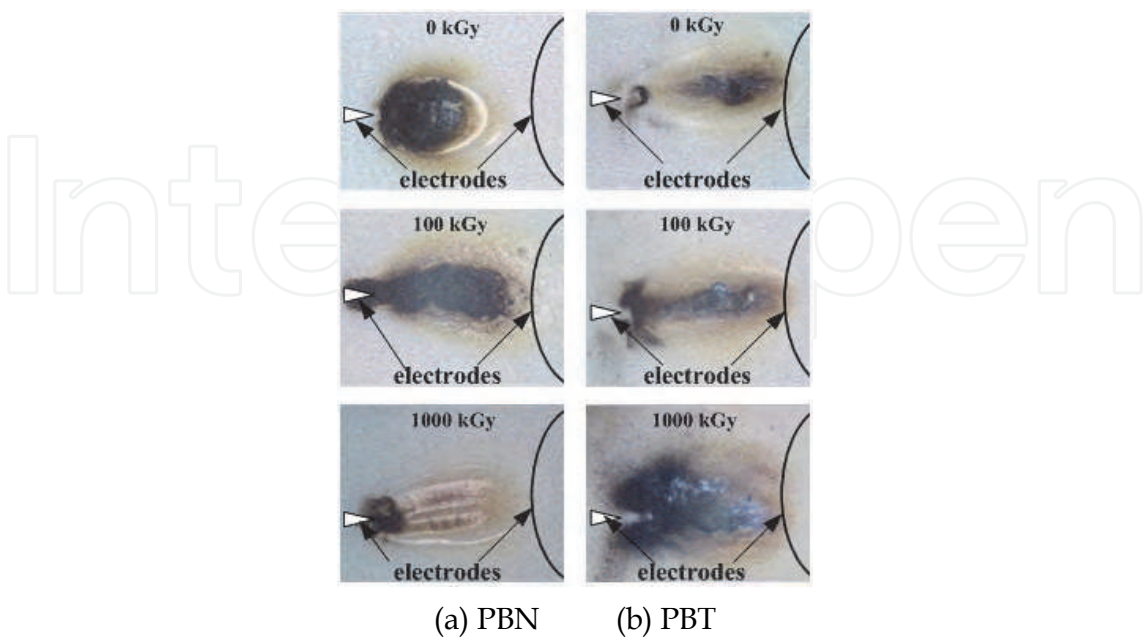 0 kGy
0 kGy
electrodes
electrodes
InteOpen
100 kGy
100 kGy
electrodes
electrodes
1000 kGy
1000 kGy
electrodes
electrodes
(a) PBN
(b) PBT